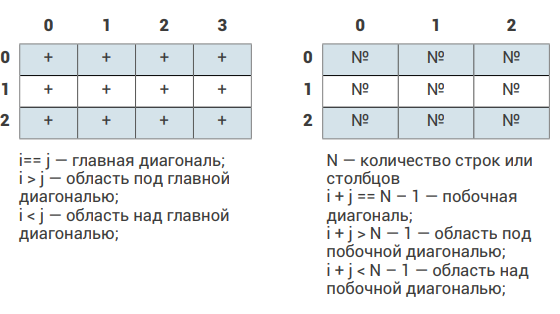 0 1 2 3
0 + + + +
1 + + + +
2 + + + +
i== j — главная диагональ;
i > j — область под главной
диагональю;
i < j — область над главной
диагональю;
0 1 2
0 № № №
1 № № №
2 № № №
N — количество строк или
столбцов
i + j == N − 1 — побочная
диагональ;
i + j > N − 1 — область под
побочной диагональю;
i + j < N − 1 — область над
побочной диагональю;